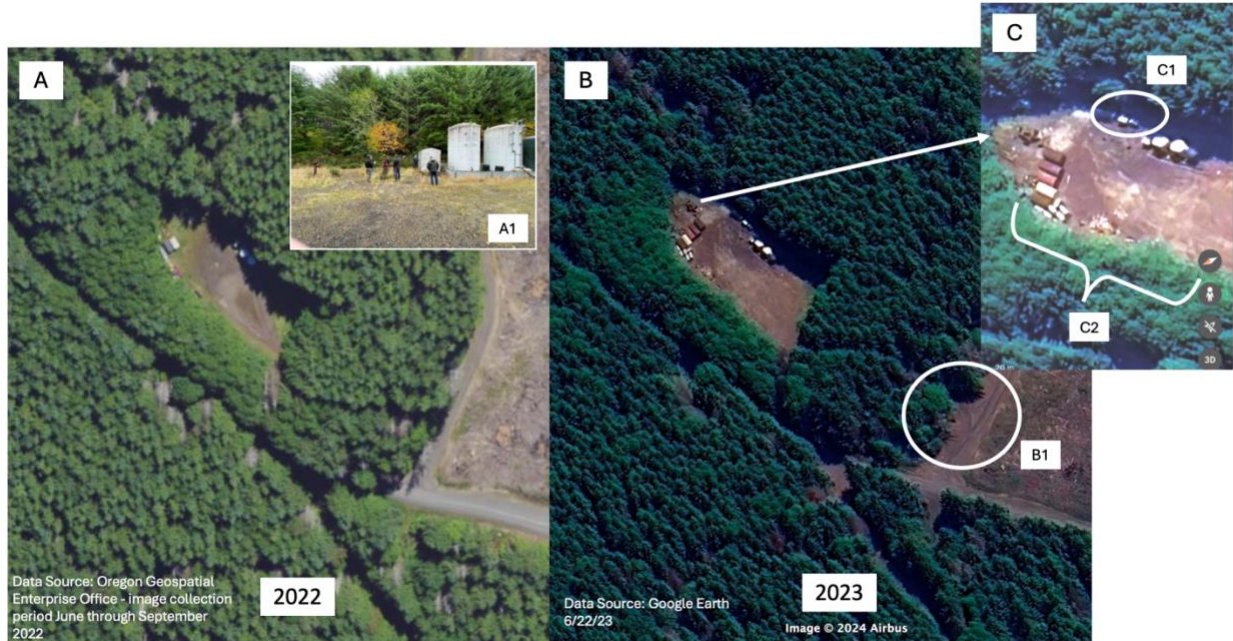 A
A1
Data Source: Oregon Geospatial
Enterprise Office - image collection
period June through September
2022
2022
B
B1
Data Source: Google Earth
6/22/23
2023
Image © 2024 Airbus
C
C1
C2
3D